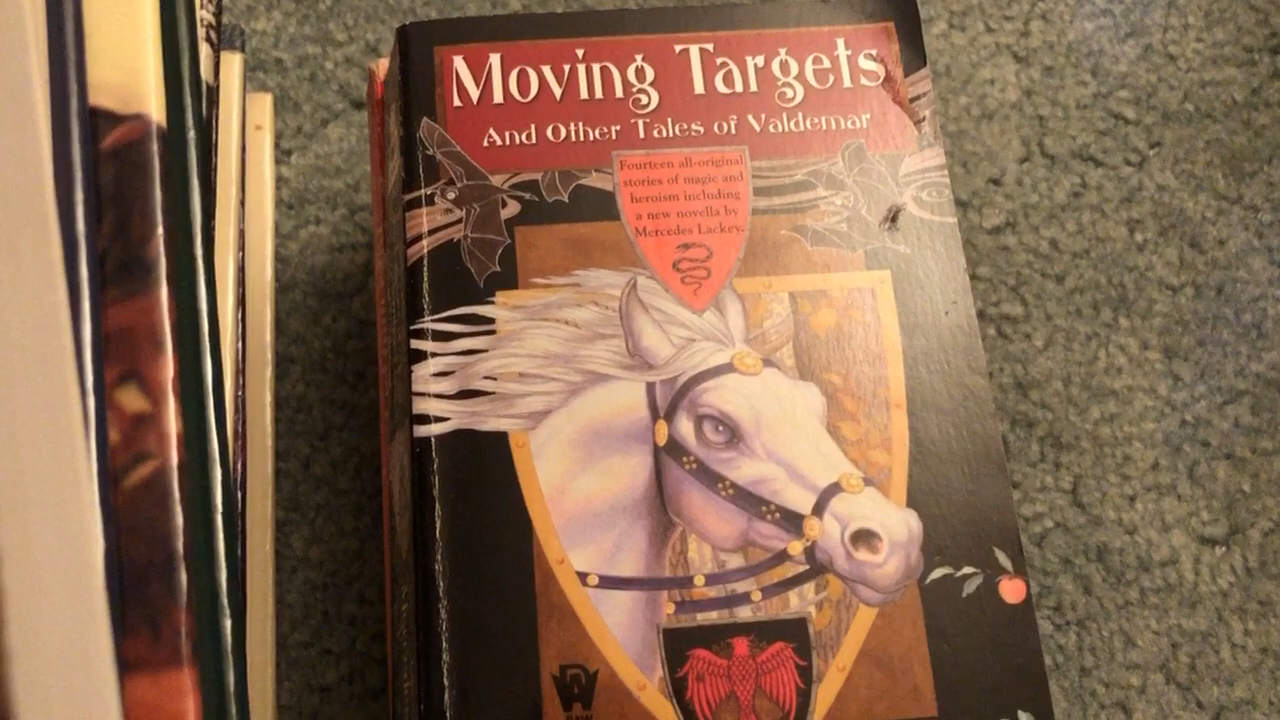 Moving Targets
And Other Tales of Valdemar
Fourteen all-original
stories of magic and
heroism including
a new novella by
Mercedes Lackey.
DAW